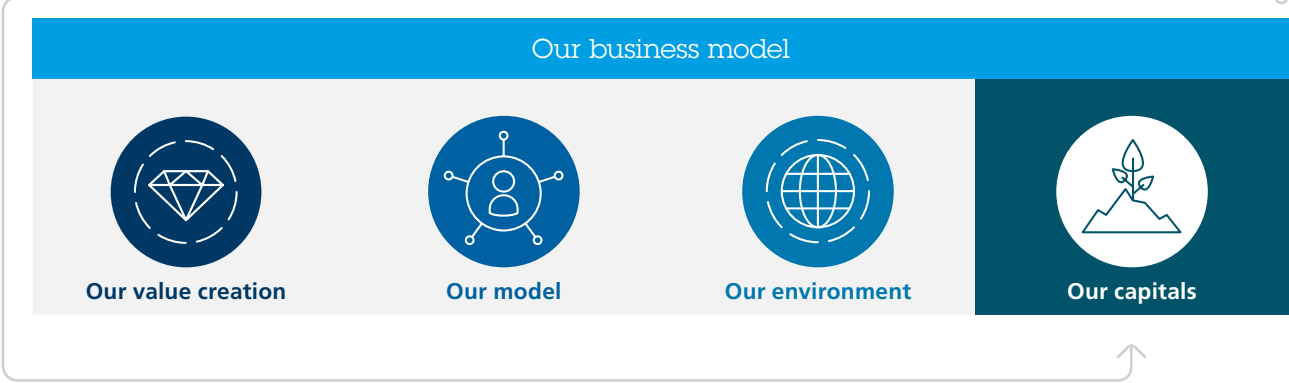 Our business model
Our value creation
Our model
Our environment
Our capitals